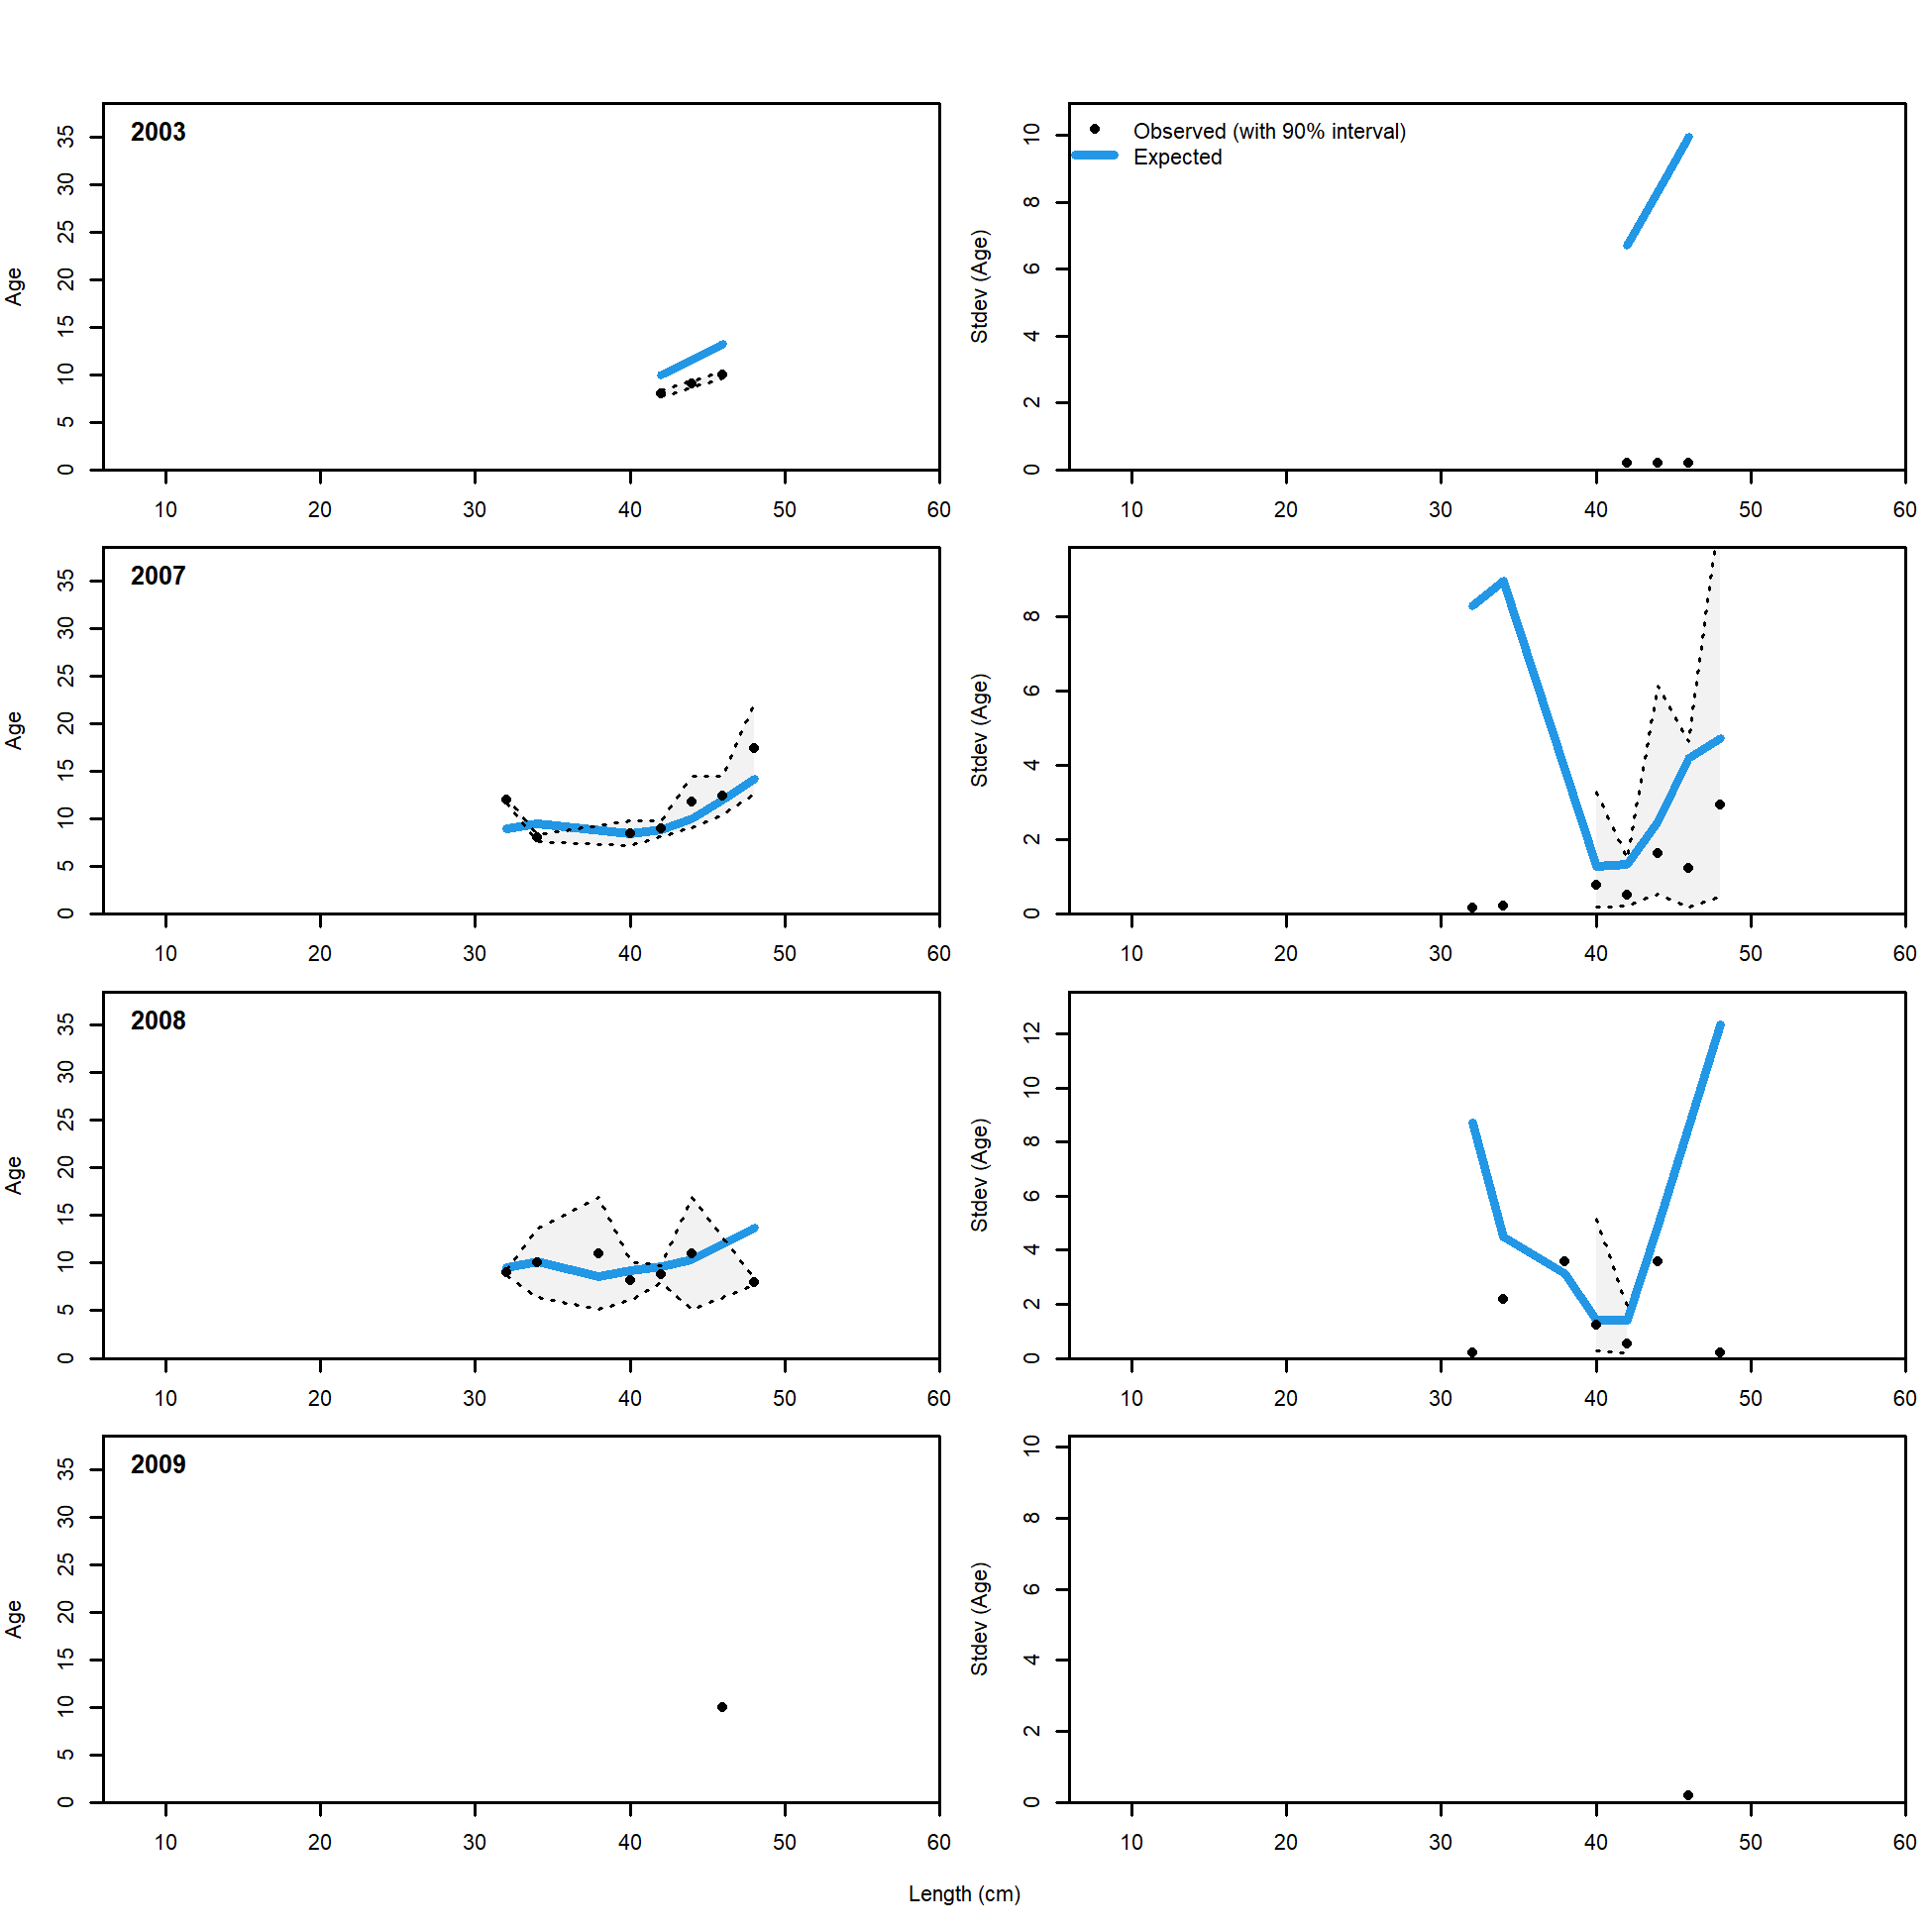 2003
Age
0 5 10 15 20 25 30 35
10 20 30 40 50 60
Observed (with 90% interval)
Expected
Stdev (Age)
0 2 4 6 8 10
10 20 30 40 50 60
2007
Age
0 5 10 15 20 25 30 35
10 20 30 40 50 60
Stdev (Age)
0 2 4 6 8
10 20 30 40 50 60
2008
Age
0 5 10 15 20 25 30 35
10 20 30 40 50 60
Stdev (Age)
0 2 4 6 8 10 12
10 20 30 40 50 60
2009
Age
0 5 10 15 20 25 30 35
10 20 30 40 50 60
Stdev (Age)
0 2 4 6 8 10
10 20 30 40 50 60
Length (cm)